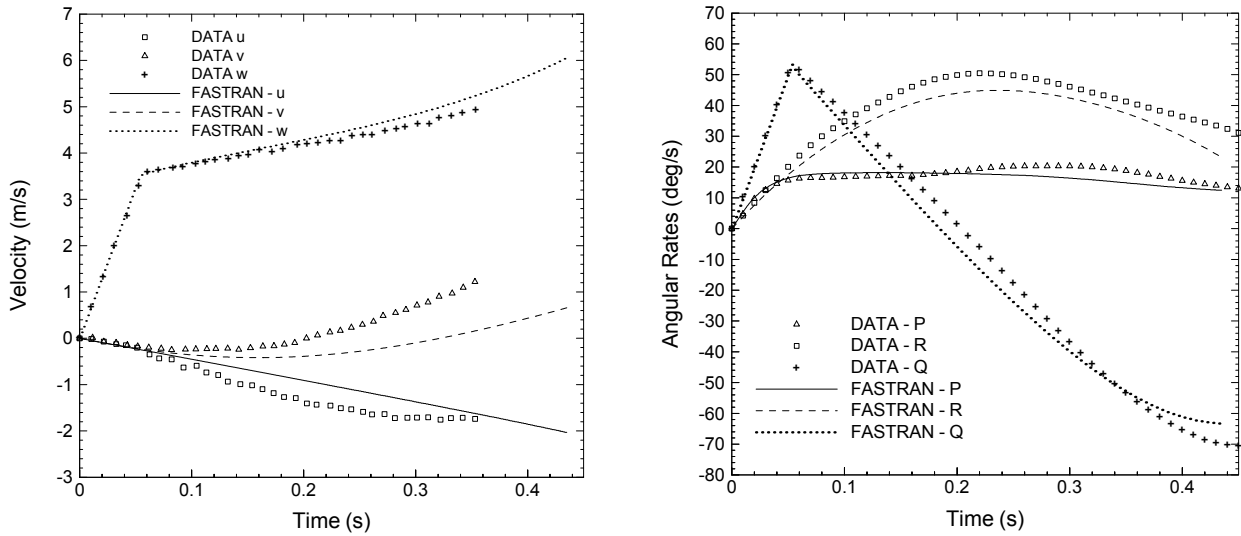 DATA u
DATA v
DATA w
FASTRAN - u
FASTRAN - v
FASTRAN - w
7
6
5
4
3
2
1
0
-1
-2
-3
Velocity (m/s)
0
0.1
0.2
0.3
0.4
Time (s)
70
60
50
40
30
20
10
0
-10
-20
-30
-40
-50
-60
-70
-80
Angular Rates (deg/s)
DATA - P
DATA - R
DATA - Q
FASTRAN - P
FASTRAN - R
FASTRAN - Q
0
0.1
0.2
0.3
0.4
Time (s)